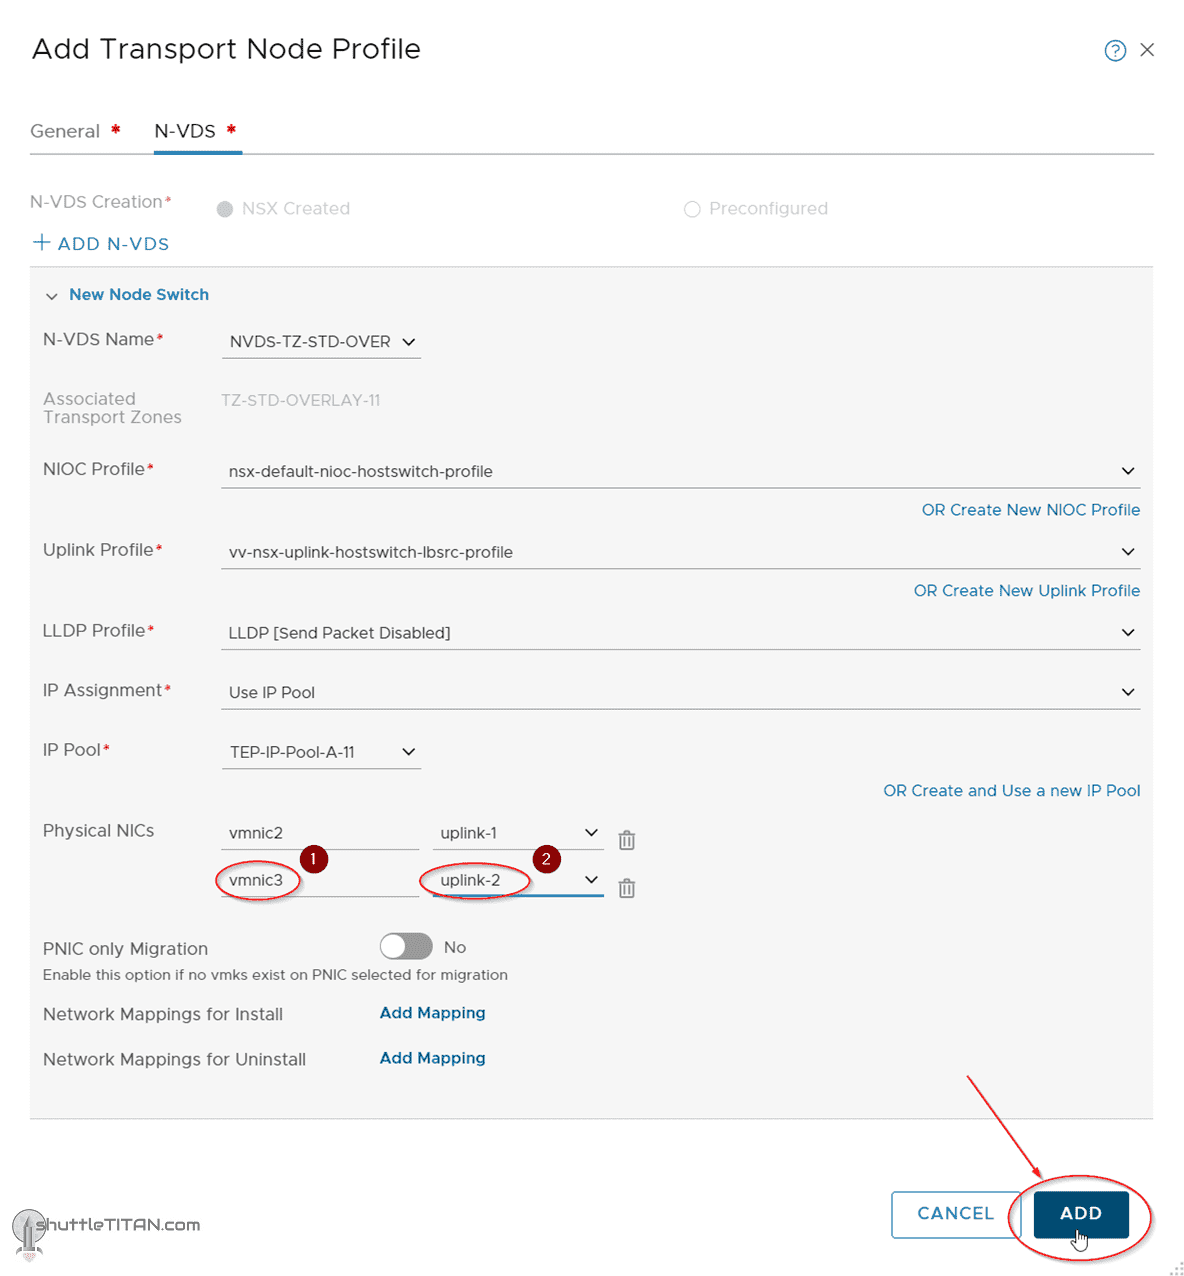 Add Transport Node Profile
?
General * N-VDS *
N-VDS Creation* NSX Created Preconfigured
+ ADD N-VDS
New Node Switch
N-VDS Name* NVDS-TZ-STD-OVER
Associated
Transport Zones TZ-STD-OVERLAY-11
NIOC Profile* nsx-default-nioc-hostswitch-profile
OR Create New NIOC Profile
Uplink Profile* vv-nsx-uplink-hostswitch-lbsrc-profile
OR Create New Uplink Profile
LLDP Profile* LLDP [Send Packet Disabled]
IP Assignment* Use IP Pool
IP Pool* TEP-IP-Pool-A-11
OR Create and Use a new IP Pool
Physical NICs vmnic2 uplink-1
1 2
vmnic3 uplink-2
PNIC only Migration No
Enable this option if no vmks exist on PNIC selected for migration
Network Mappings for Install Add Mapping
Network Mappings for Uninstall Add Mapping
CANCEL ADD
shuttleTITAN.com